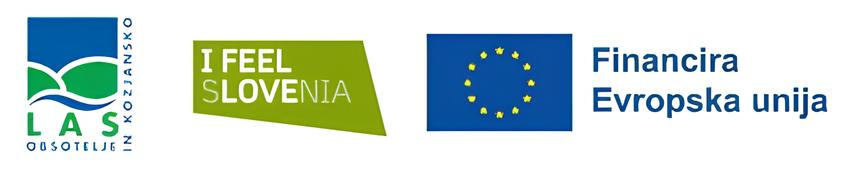 LAS
OBSOTELJE
IN KOZJANSKO
I FEEL
SLOVENIA
Financira
Evropska unija